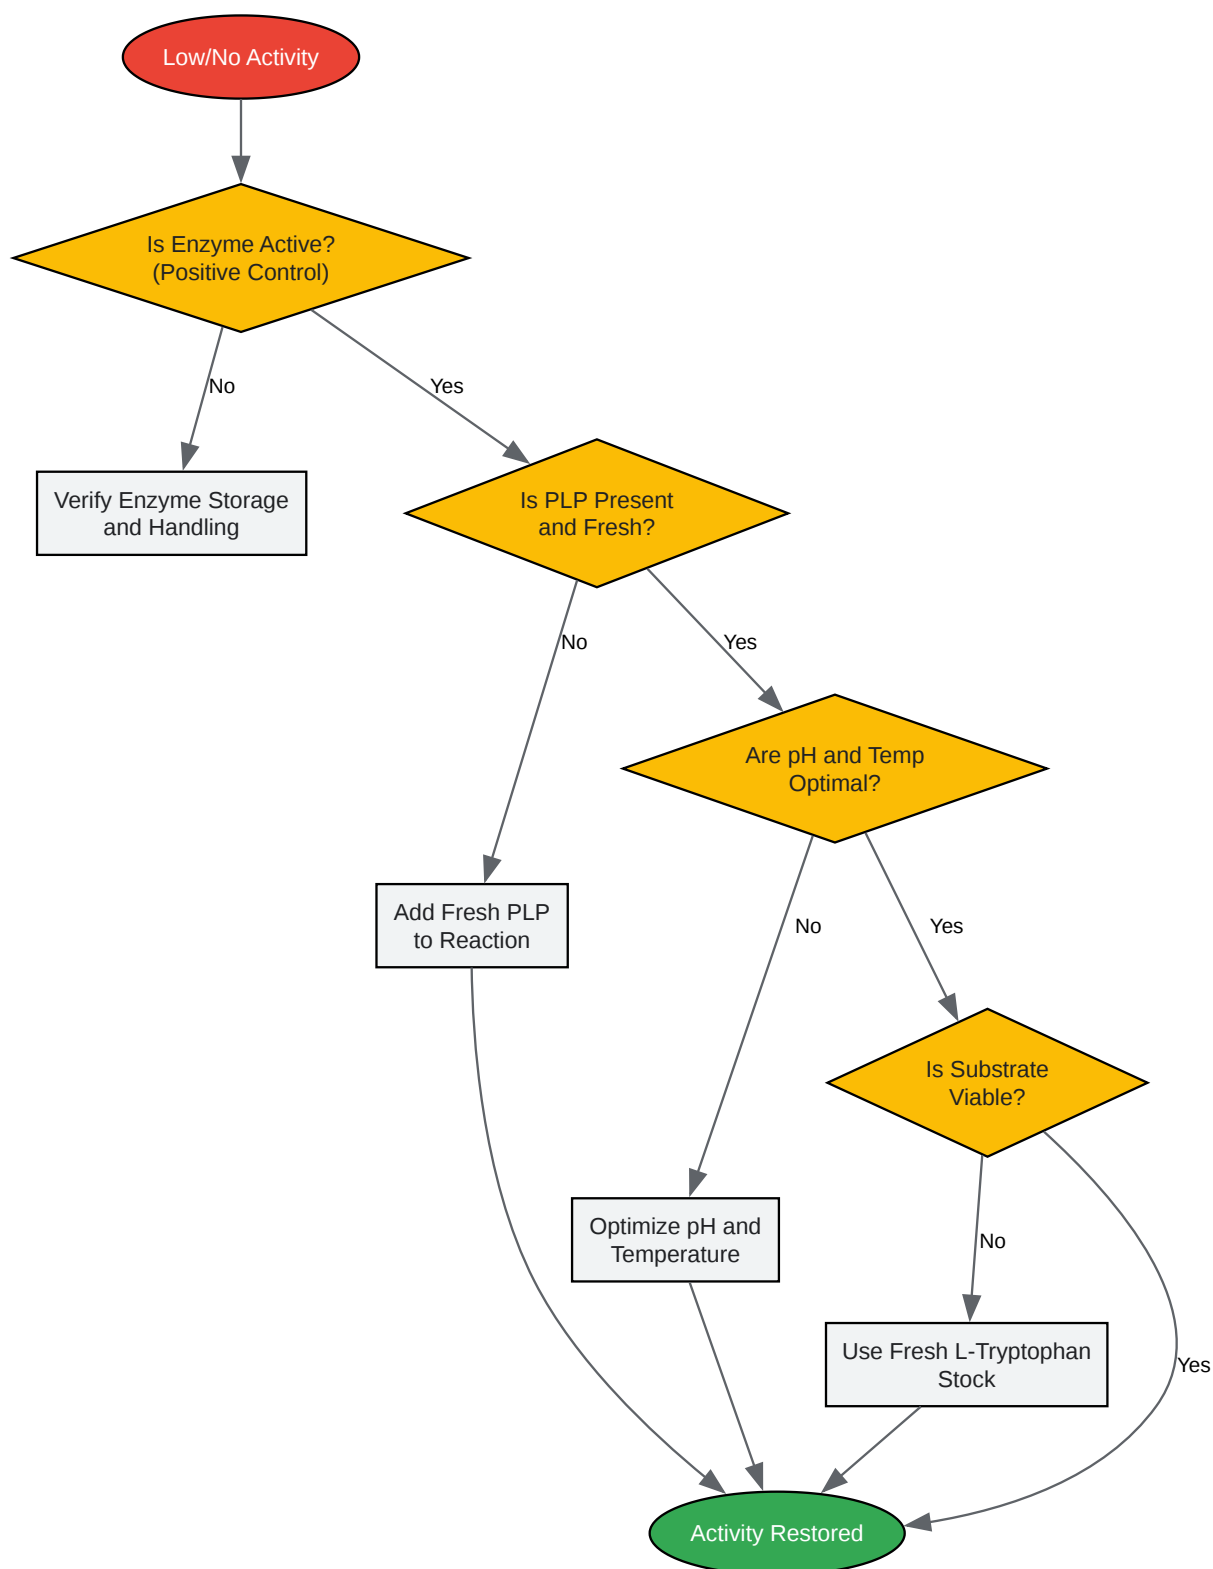 Low/No Activity
Is Enzyme Active?
(Positive Control)
No
Yes
Verify Enzyme Storage
and Handling
Is PLP Present
and Fresh?
No
Yes
Are pH and Temp
Optimal?
Add Fresh PLP
to Reaction
No
Yes
Is Substrate
Viable?
Optimize pH and
Temperature
No
Use Fresh L-Tryptophan
Stock
Yes
Activity Restored